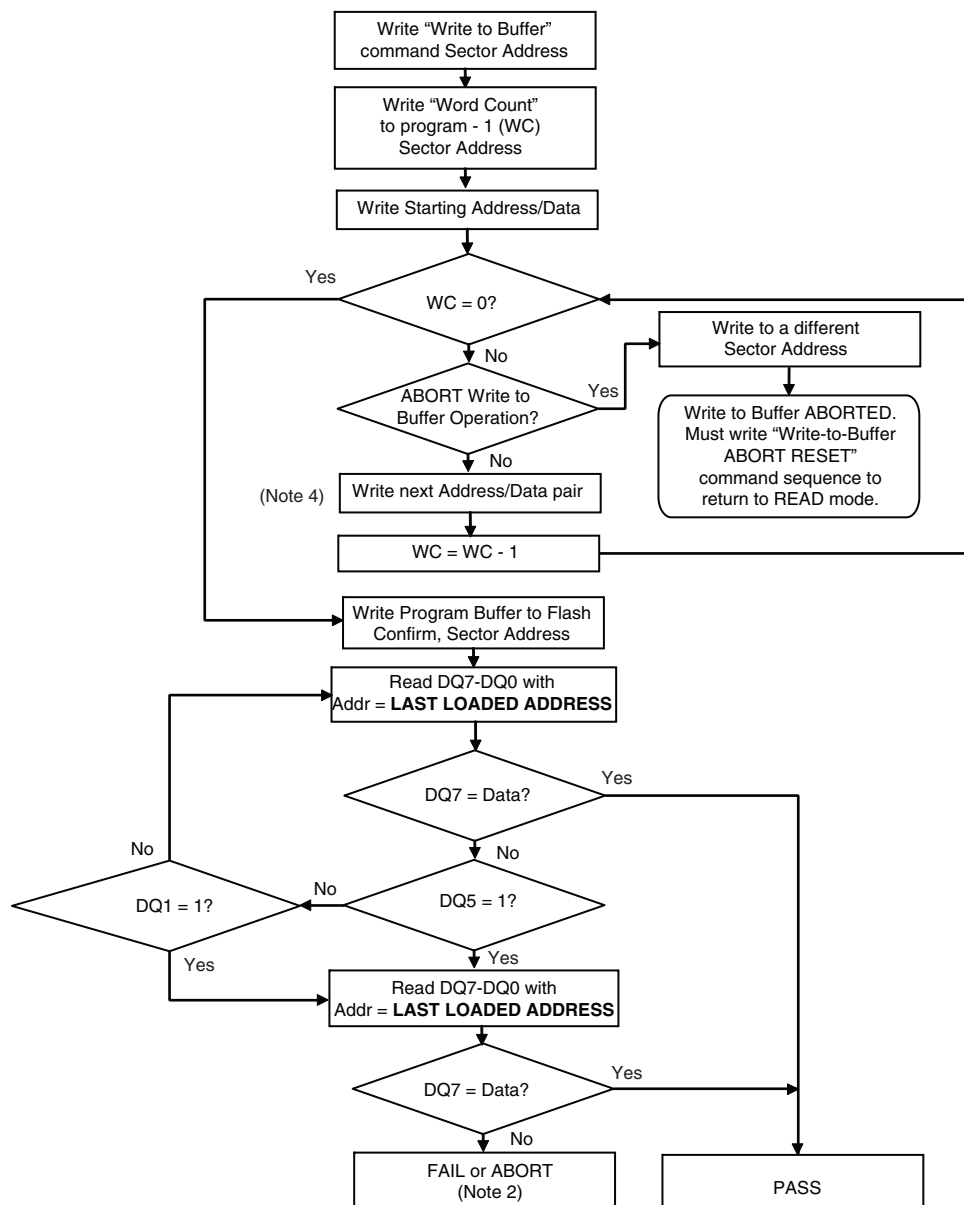 Write “Write to Buffer”
command Sector Address
Write “Word Count”
to program - 1 (WC)
Sector Address
Write Starting Address/Data
Yes
WC = 0?
No
Write to a different
Sector Address
ABORT Write to
Buffer Operation?
Yes
Write to Buffer ABORTED.
Must write “Write-to-Buffer
ABORT RESET”
command sequence to
return to READ mode.
No
(Note 4)
Write next Address/Data pair
WC = WC - 1
Write Program Buffer to Flash
Confirm, Sector Address
Read DQ7-DQ0 with
Addr = LAST LOADED ADDRESS
DQ7 = Data?
Yes
No
No
DQ1 = 1?
No
DQ5 = 1?
Yes
Yes
Read DQ7-DQ0 with
Addr = LAST LOADED ADDRESS
DQ7 = Data?
Yes
No
FAIL or ABORT
(Note 2)
PASS